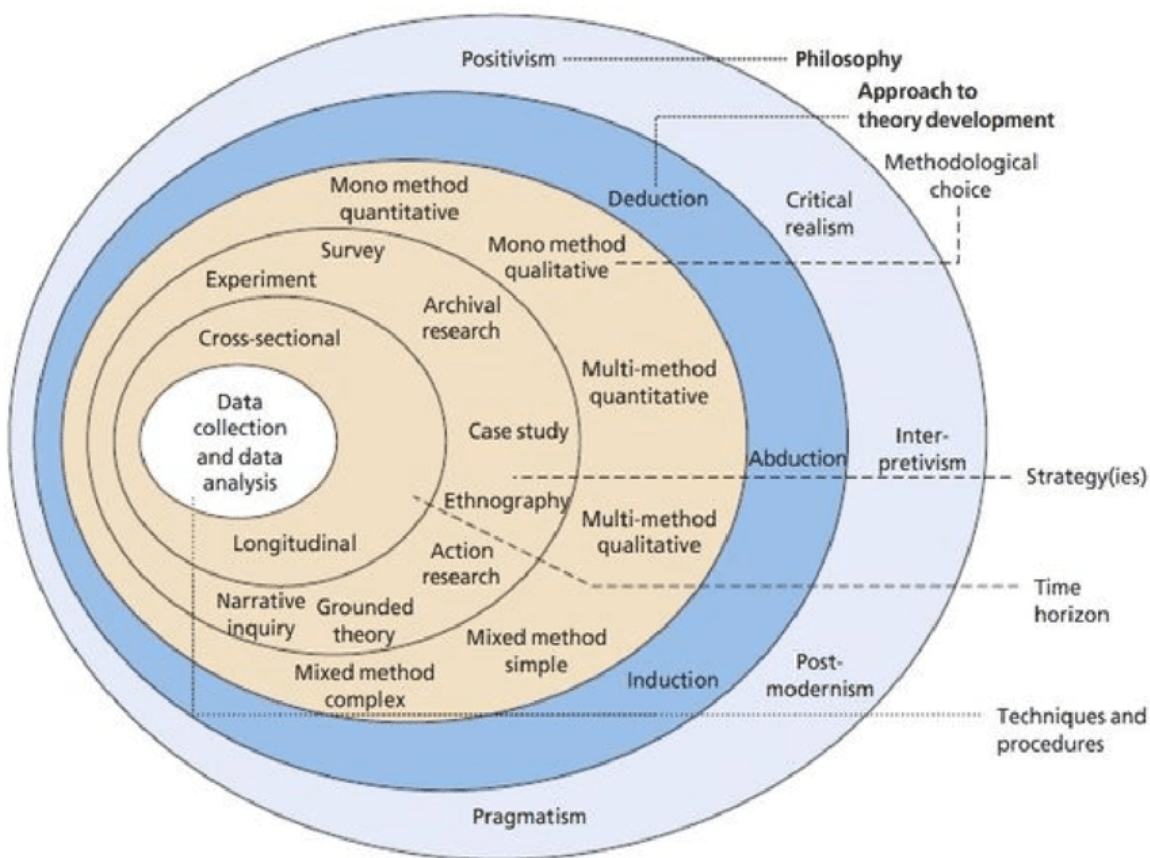 Positivism
Philosophy
Approach to
theory development
Methodological
choice
Deduction
Critical
realism
Mono method
quantitative
Mono method
qualitative
Survey
Experiment
Archival
research
Cross-sectional
Multi-method
quantitative
Data
collection
and data
analysis
Case study
Abduction
Inter-
pretivism
Strategy(ies)
Ethnography
Multi-method
qualitative
Longitudinal
Action
research
Time
horizon
Narrative
inquiry
Grounded
theory
Mixed method
simple
Mixed method
complex
Induction
Post-
modernism
Techniques and
procedures
Pragmatism